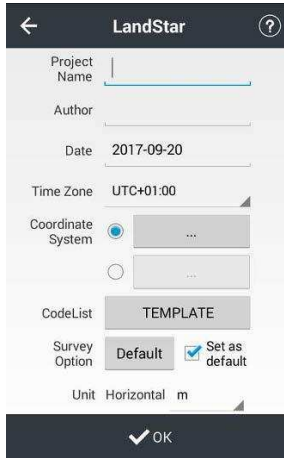 LandStar ?
Project
Name
Author
Date 2017-09-20
Time Zone UTC+01:00
Coordinate
System ...
...
CodeList TEMPLATE
Survey
Option Default Set as
default
Unit Horizontal m
OK